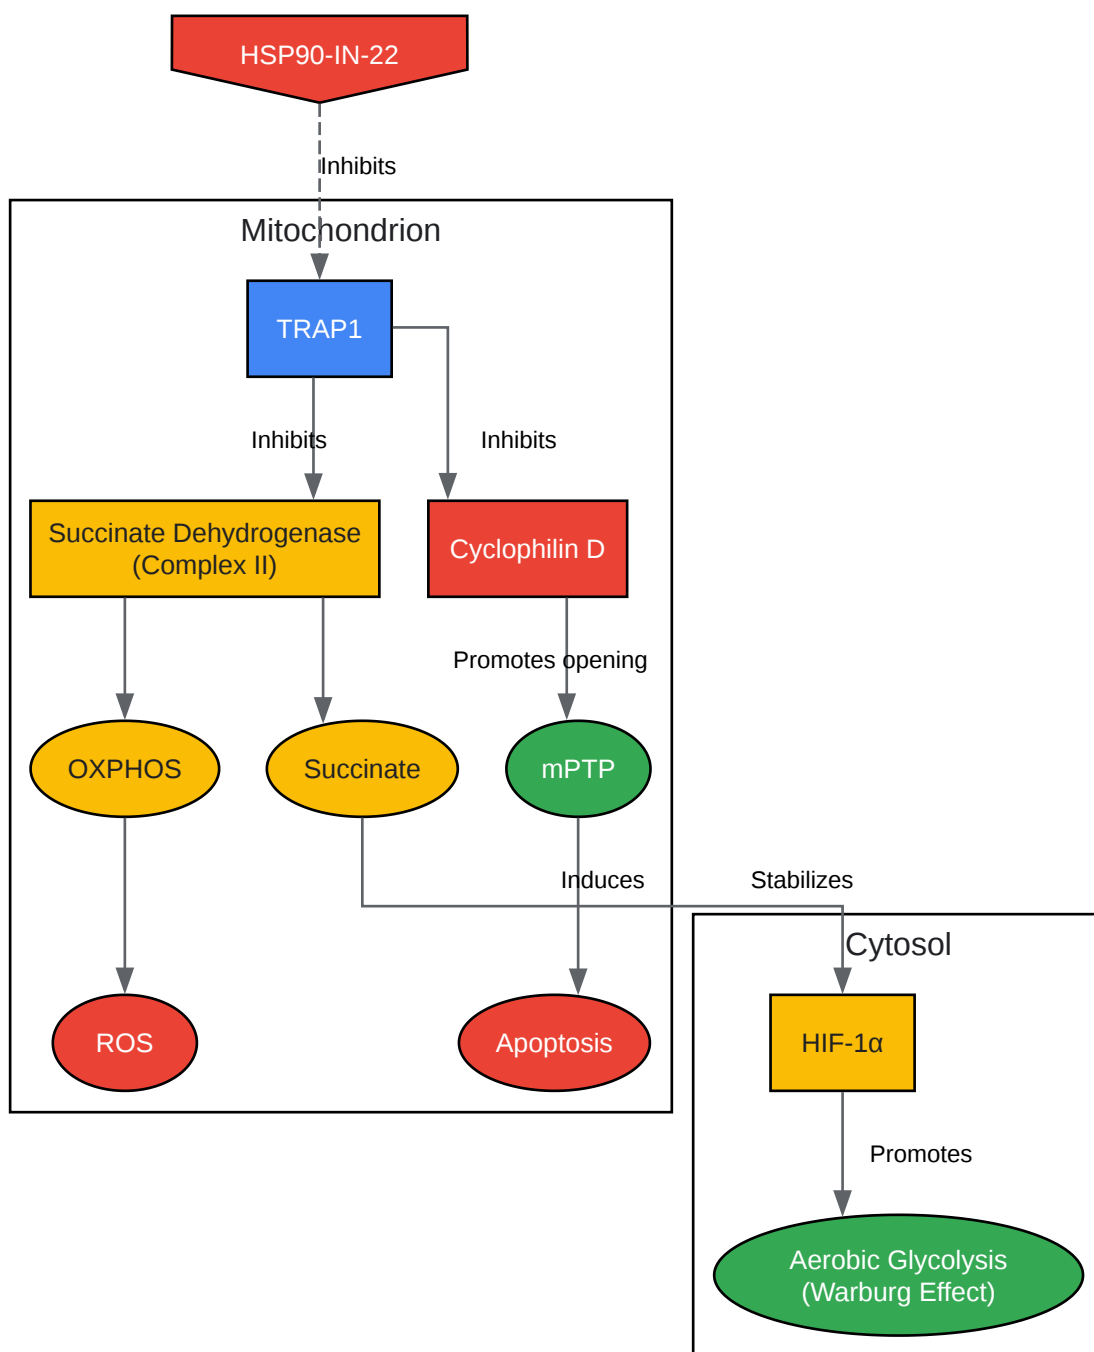 HSP90-IN-22
Inhibits
Mitochondrion
TRAP1
Inhibits
Inhibits
Succinate Dehydrogenase
(Complex II)
Cyclophilin D
Promotes opening
OXPHOS
Succinate
mPTP
Induces
Stabilizes
Cytosol
ROS
Apoptosis
HIF-1α
Promotes
Aerobic Glycolysis
(Warburg Effect)